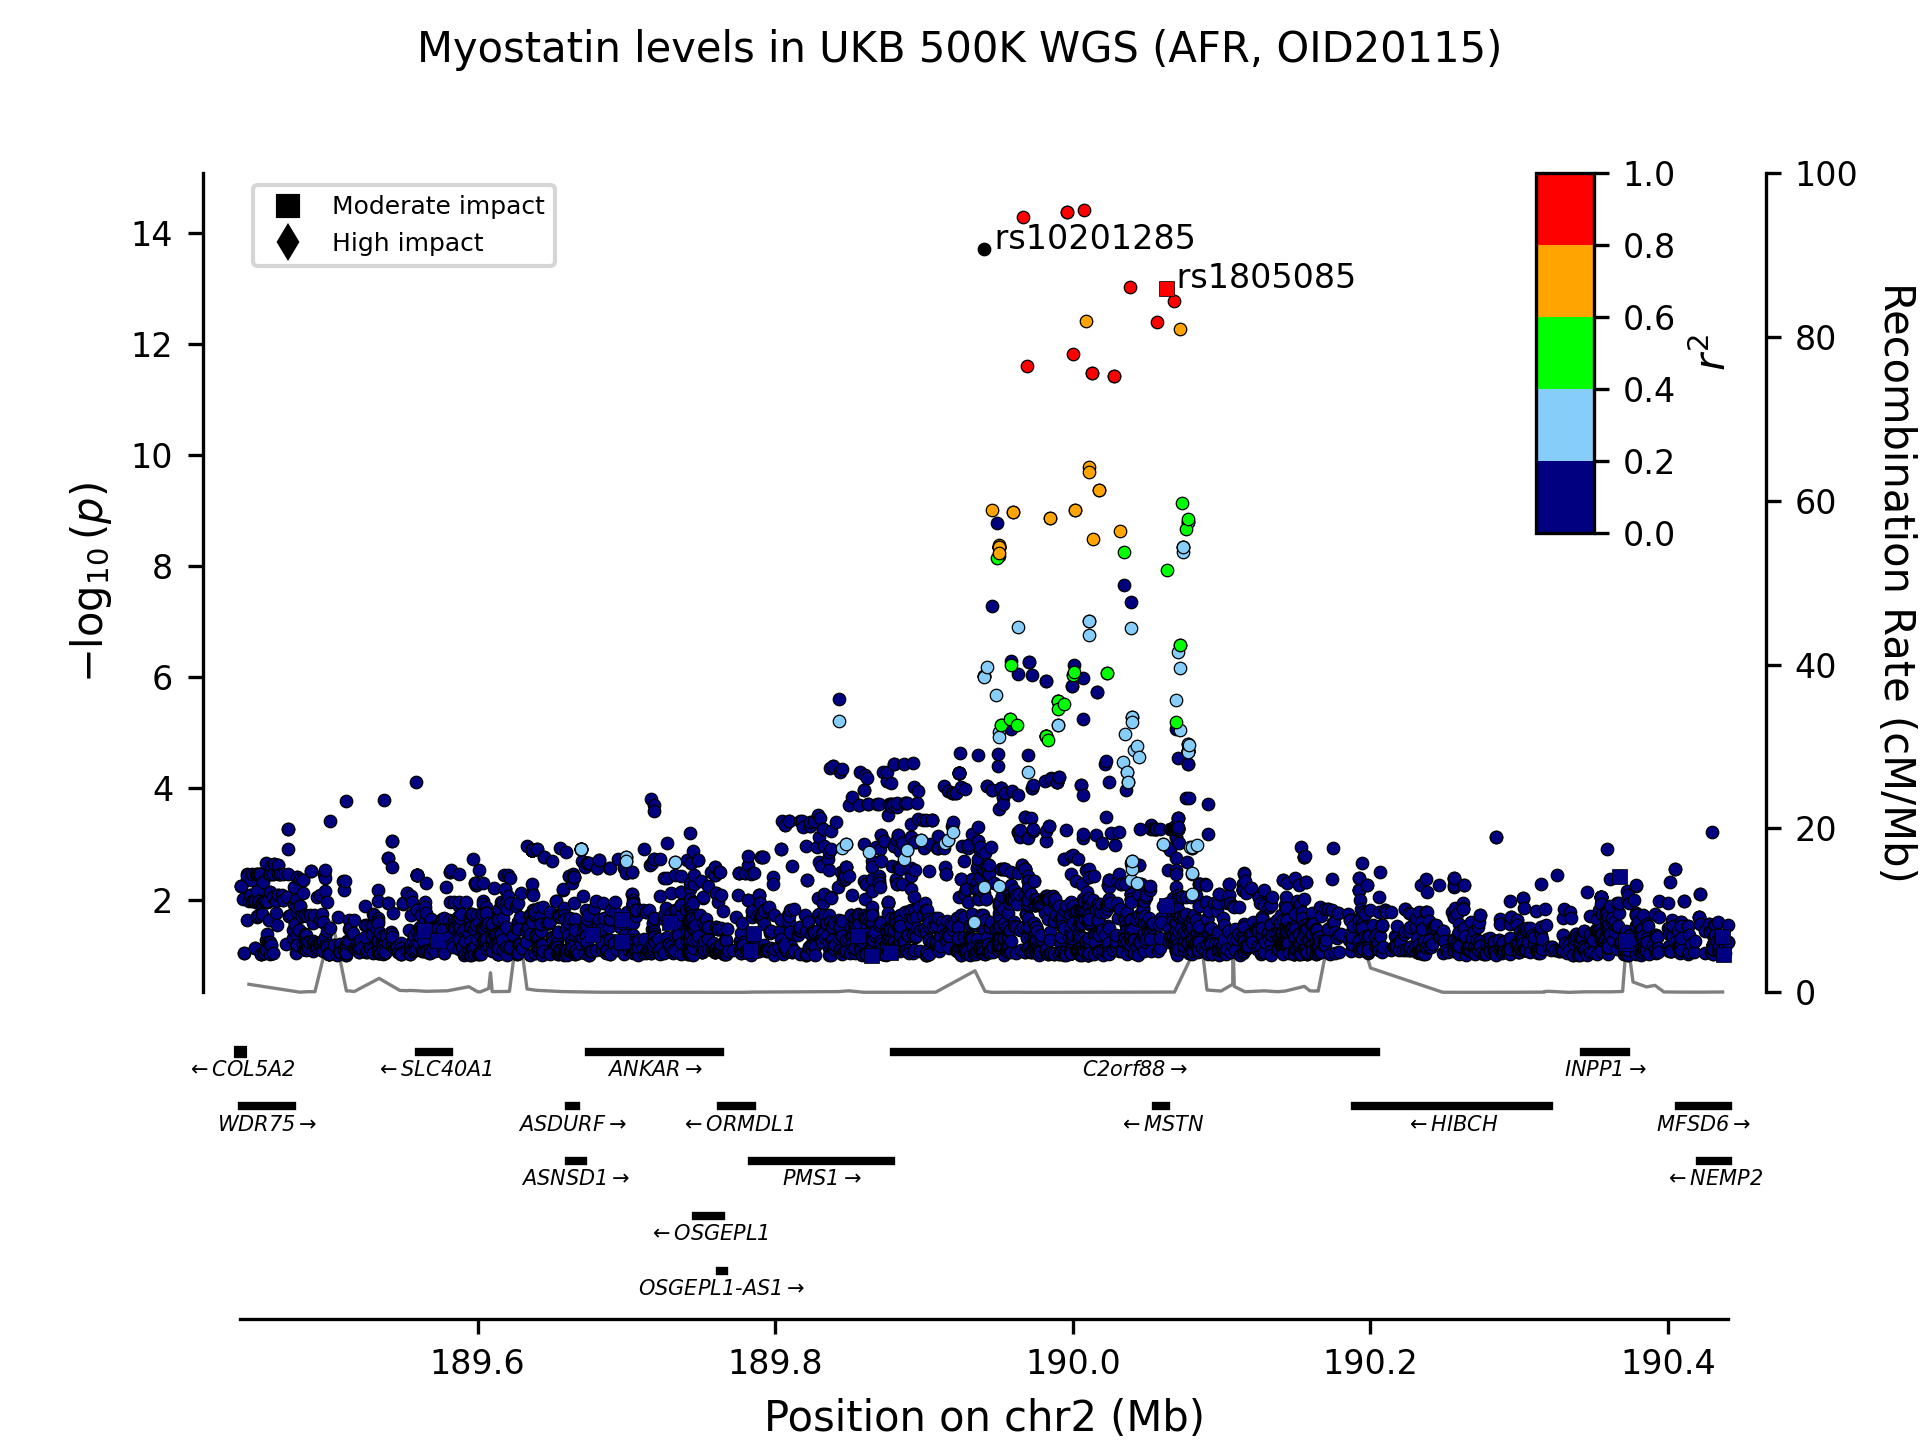 Myostatin levels in UKB 500K WGS (AFR, OID20115)
Moderate impact
High impact
rs10201285
rs1805085
14
12
10
8
6
4
2
−log₁₀(p)
1.0
0.8
0.6
0.4
0.2
0.0
r²
100
80
60
40
20
0
Recombination Rate (cM/Mb)
←COL5A2
←SLC40A1
ANKAR→
C2orf88→
INPP1→
WDR75→
ASDURF→
←ORMDL1
←MSTN
←HIBCH
MFSD6→
ASNSD1→
PMS1→
←NEMP2
←OSGEPL1
OSGEPL1-AS1→
189.6 189.8 190.0 190.2 190.4
Position on chr2 (Mb)